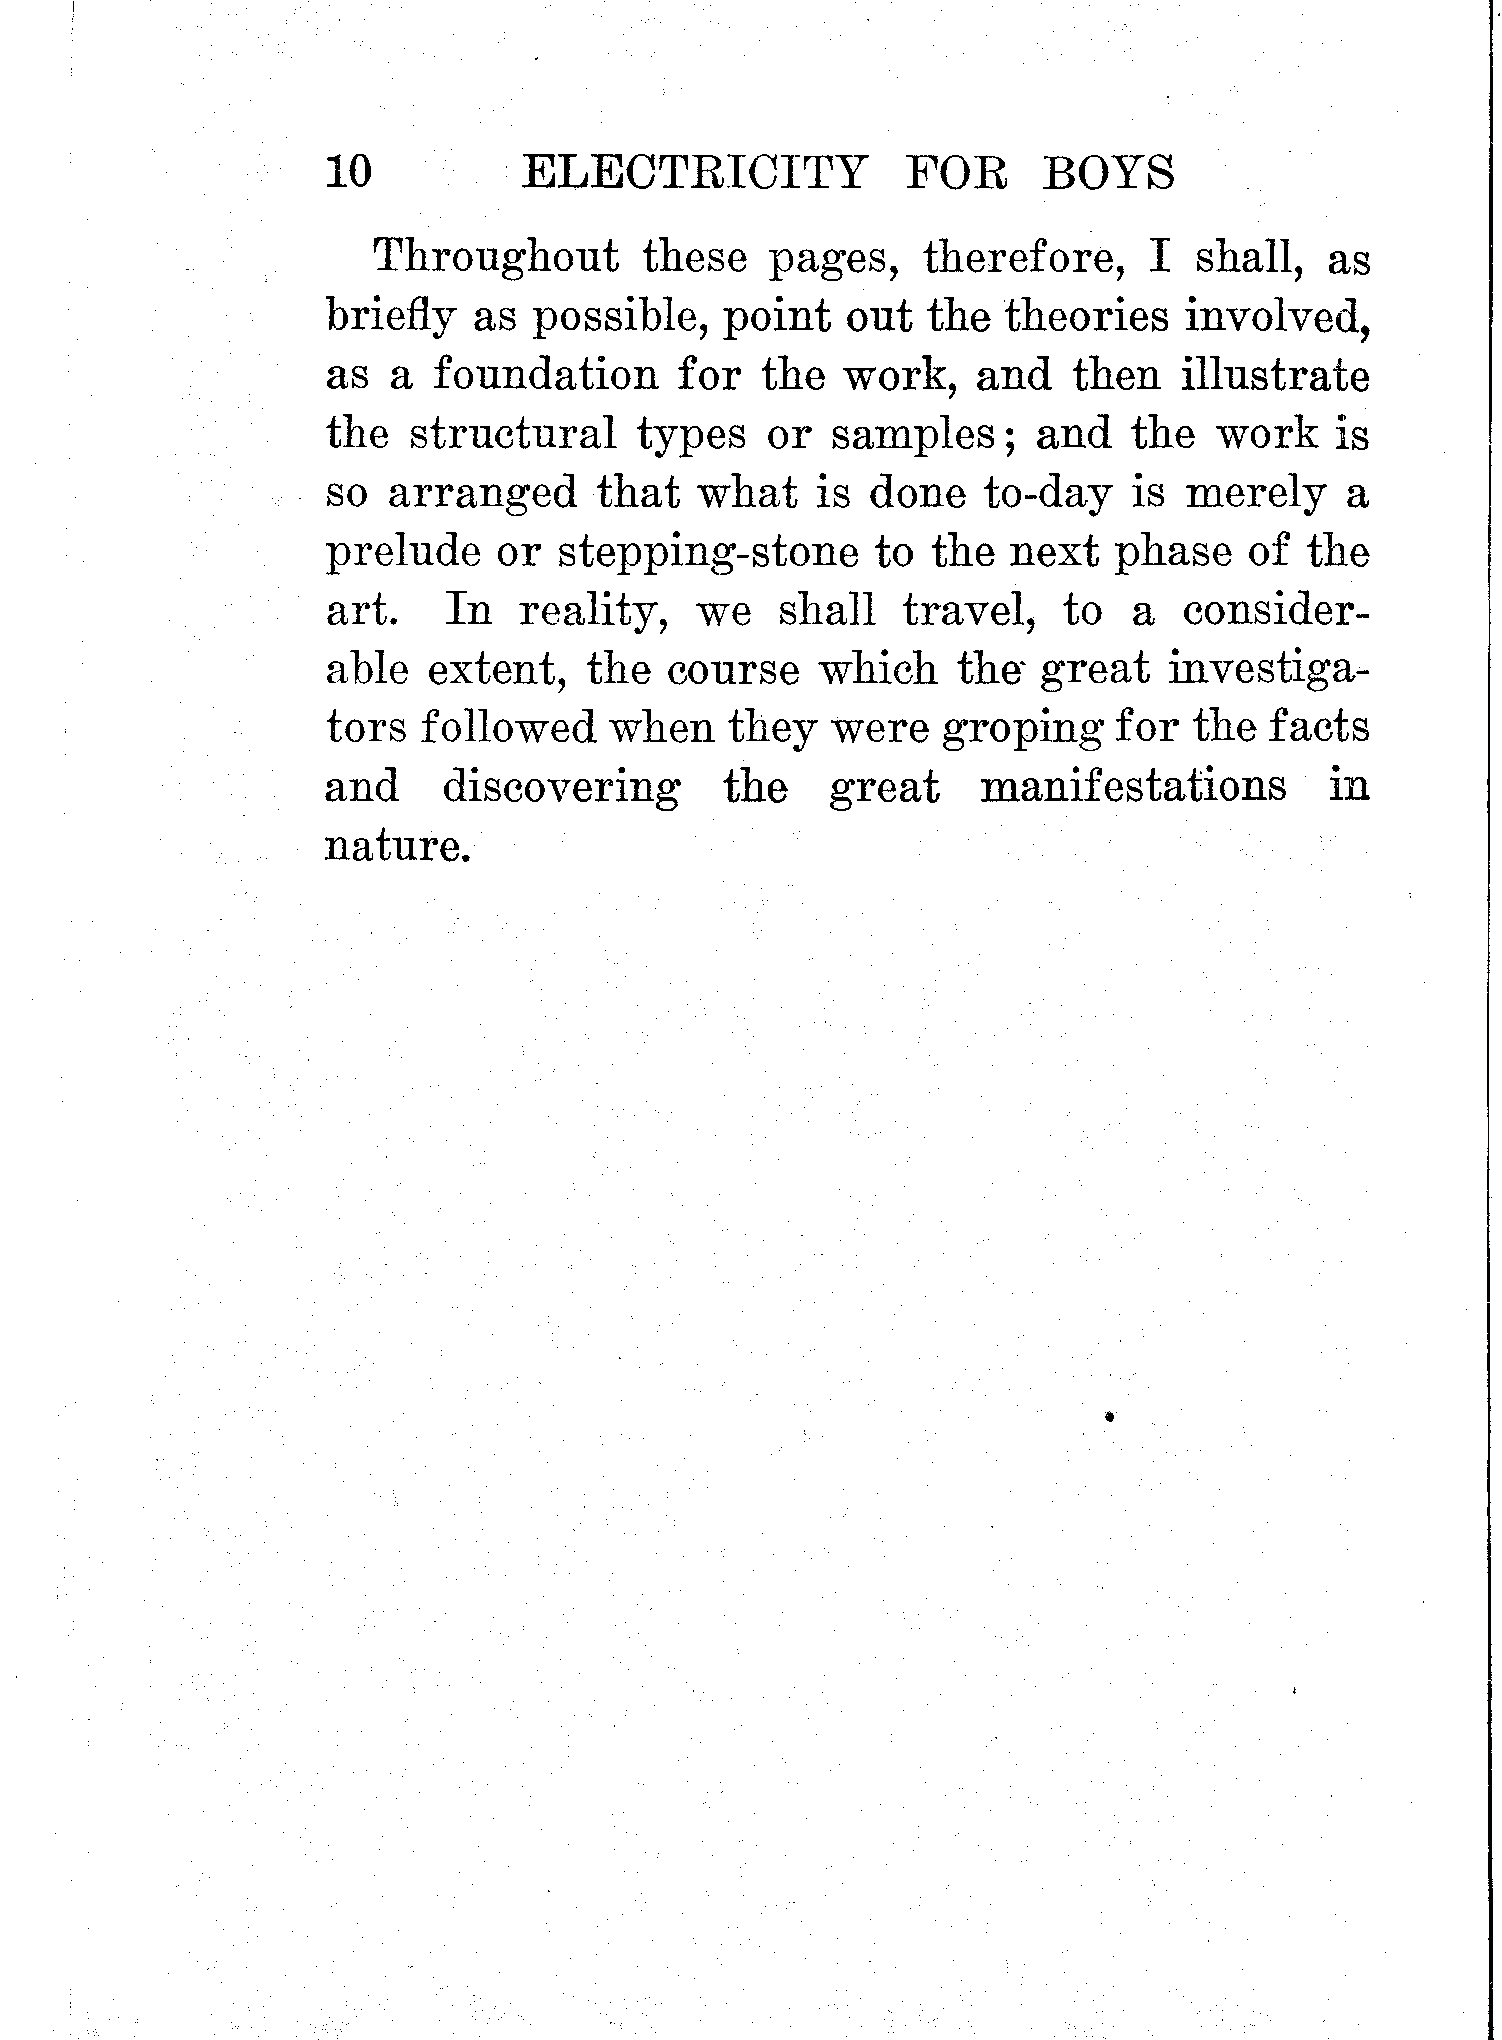 10 ELECTRICITY FOR BOYS
Throughout these pages, therefore, I shall, as
briefly as possible, point out the theories involved,
as a foundation for the work, and then illustrate
the structural types or samples; and the work is
so arranged that what is done to-day is merely a
prelude or stepping-stone to the next phase of the
art. In reality, we shall travel, to a consider-
able extent, the course which the great investiga-
tors followed when they were groping for the facts
and discovering the great manifestations in
nature.